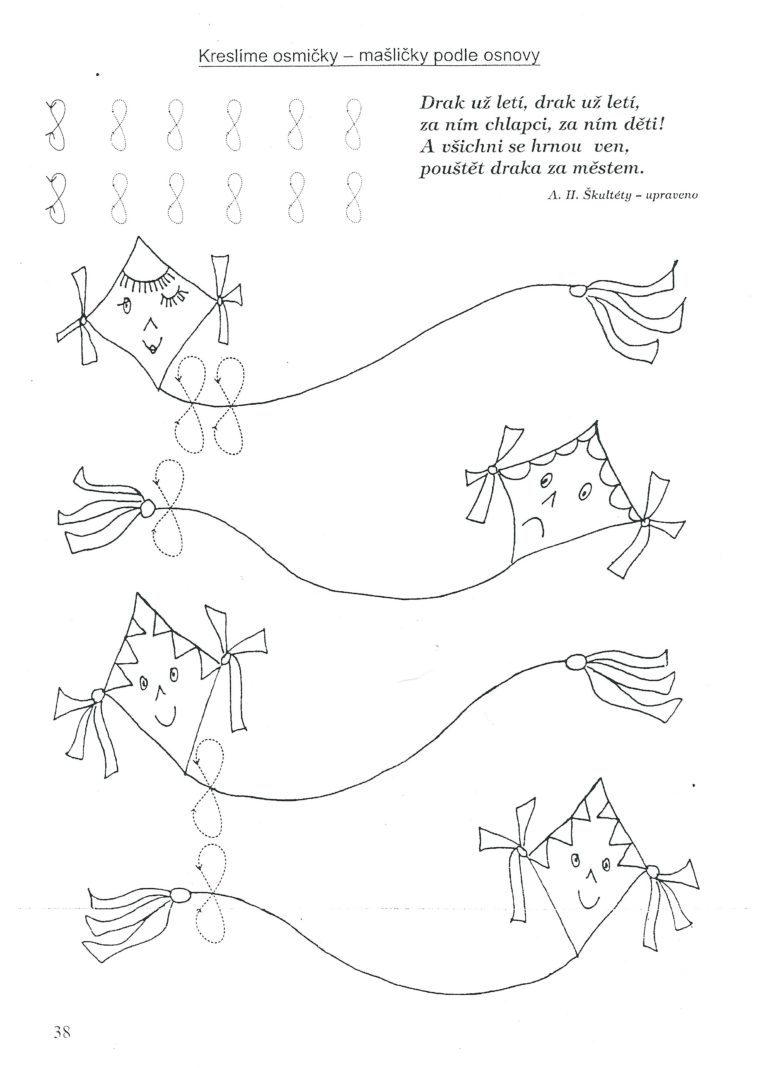 Kreslíme osmičky – mašličky podle osnovy
Drak už letí, drak už letí,
za ním chlapci, za ním děti!
A všichni se hrnou ven,
pouštět draka za městem.
A. H. Škultéty – upraveno
38